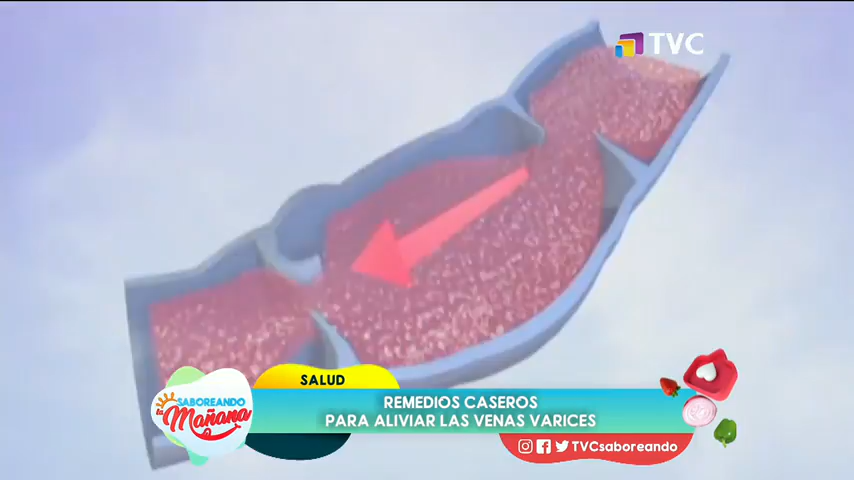 TVC
SALUD
SABOREANDO
Mañana
REMEDIOS CASEROS
PARA ALIVIAR LAS VENAS VARICES
TVCsaboreando